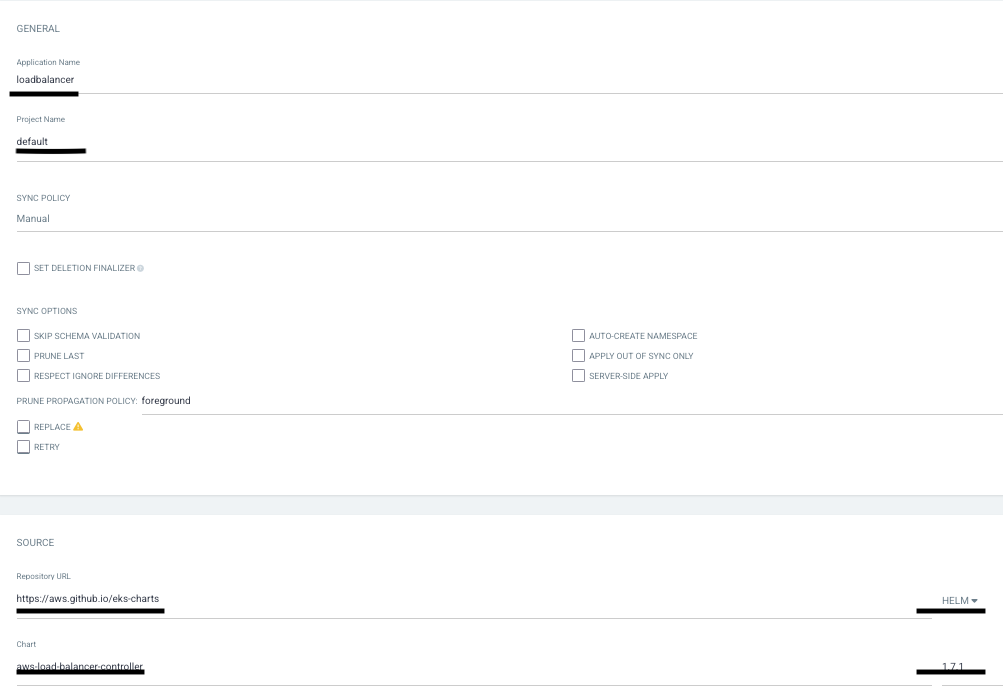 GENERAL
Application Name
loadbalancer
Project Name
default
SYNC POLICY
Manual
SET DELETION FINALIZER
SYNC OPTIONS
SKIP SCHEMA VALIDATION AUTO-CREATE NAMESPACE
PRUNE LAST APPLY OUT OF SYNC ONLY
RESPECT IGNORE DIFFERENCES SERVER-SIDE APPLY
PRUNE PROPAGATION POLICY: foreground
REPLACE
RETRY
SOURCE
Repository URL
https://aws.github.io/eks-charts HELM
Chart
aws-load-balancer-controller 1.7.1